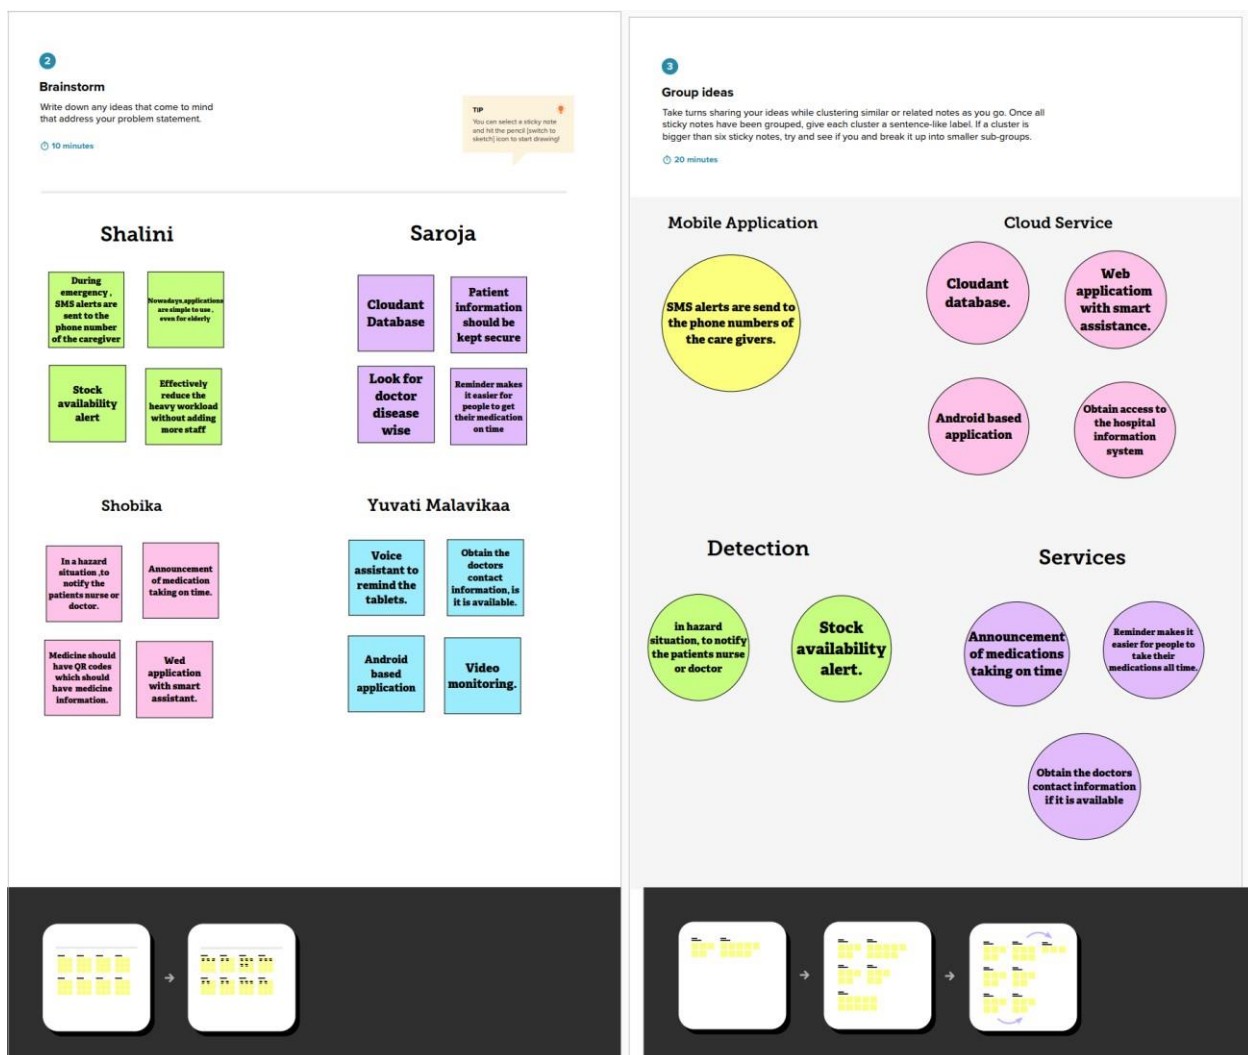 2
Brainstorm
Write down any ideas that come to mind
that address your problem statement.
10 minutes
TIP
You can select a sticky note
and hit the pencil [switch to
sketch] icon to start drawing!
Shalini
During
emergency ,
SMS alerts are
sent to the
phone number
of the caregiver
Nowadays,applications
are simple to use ,
even for elderly
Stock
availability
alert
Effectively
reduce the
heavy workload
without adding
more staff
Saroja
Cloudant
Database
Patient
information
should be
kept secure
Look for
doctor
disease
wise
Reminder makes
it easier for
people to get
their medication
on time
Shobika
In a hazard
situation ,to
notify the
patients nurse or
doctor.
Announcement
of medication
taking on time.
Medicine should
have QR codes
which should
have medicine
information.
Wed
application
with smart
assistant.
Yuvati Malavikaa
Voice
assistant to
remind the
tablets.
Obtain the
doctors
contact
information, is
it is available.
Android
based
application
Video
monitoring.
3
Group ideas
Take turns sharing your ideas while clustering similar or related notes as you go. Once all
sticky notes have been grouped, give each cluster a sentence-like label. If a cluster is
bigger than six sticky notes, try and see if you and break it up into smaller sub-groups.
20 minutes
Mobile Application
SMS alerts are send to
the phone numbers of
the care givers.
Cloud Service
Cloudant
database.
Web
applicatiom
with smart
assistance.
Android based
application
Obtain access to
the hospital
information
system
Detection
in hazard
situation, to notify
the patients nurse
or doctor
Stock
availability
alert.
Services
Announcement
of medications
taking on time
Reminder makes it
easier for people to
take their
medications all time.
Obtain the doctors
contact information
if it is available